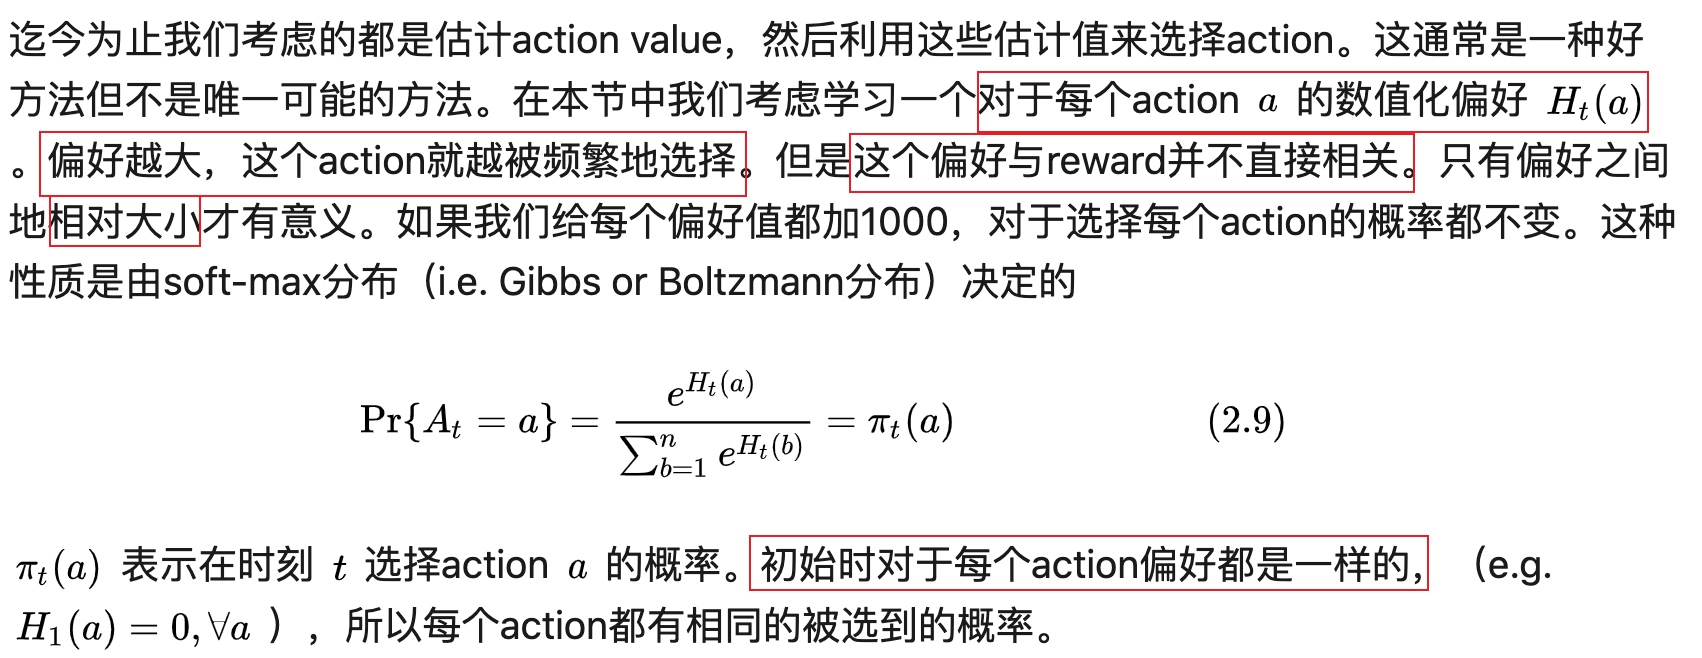 迄今为止我们考虑的都是估计action value，然后利用这些估计值来选择action。这通常是一种好
方法但不是唯一可能的方法。在本节中我们考虑学习一个对于每个action a 的数值化偏好 H_t(a)
。偏好越大，这个action就越被频繁地选择。但是这个偏好与reward并不直接相关。只有偏好之间
地相对大小才有意义。如果我们给每个偏好值都加1000，对于选择每个action的概率都不变。这种
性质是由soft-max分布（i.e. Gibbs or Boltzmann分布）决定的
Pr{A_t = a} = \frac{e^{H_t(a)}}{\sum_{b=1}^{n} e^{H_t(b)}} = π_t(a) (2.9)
π_t(a) 表示在时刻 t 选择action a 的概率。初始时对于每个action偏好都是一样的，（e.g.
H_1(a) = 0, ∀a ），所以每个action都有相同的被选到的概率。